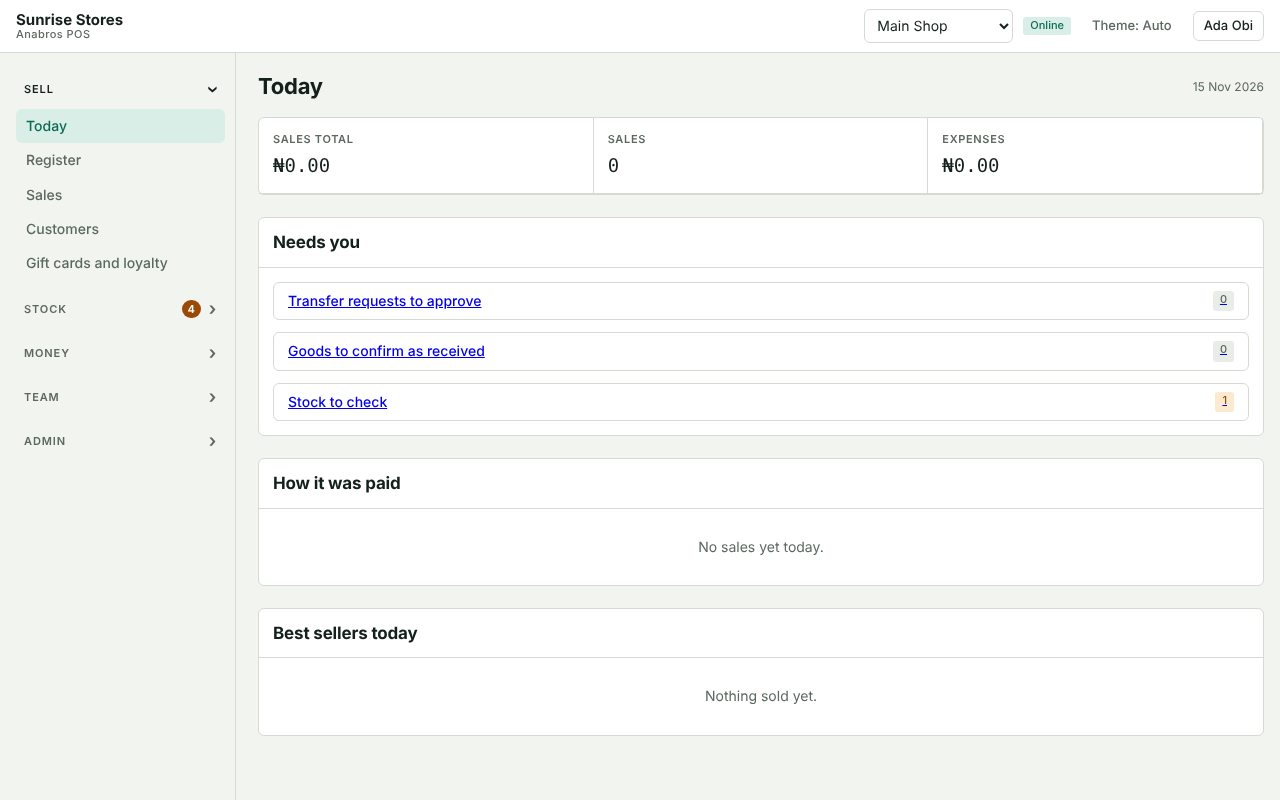 Sunrise Stores
Anabros POS
Main Shop
Online
Theme: Auto
Ada Obi
SELL
Today
Register
Sales
Customers
Gift cards and loyalty
STOCK 4
MONEY
TEAM
ADMIN
Today
15 Nov 2026
SALES TOTAL
₦0.00
SALES
0
EXPENSES
₦0.00
Needs you
Transfer requests to approve 0
Goods to confirm as received 0
Stock to check 1
How it was paid
No sales yet today.
Best sellers today
Nothing sold yet.